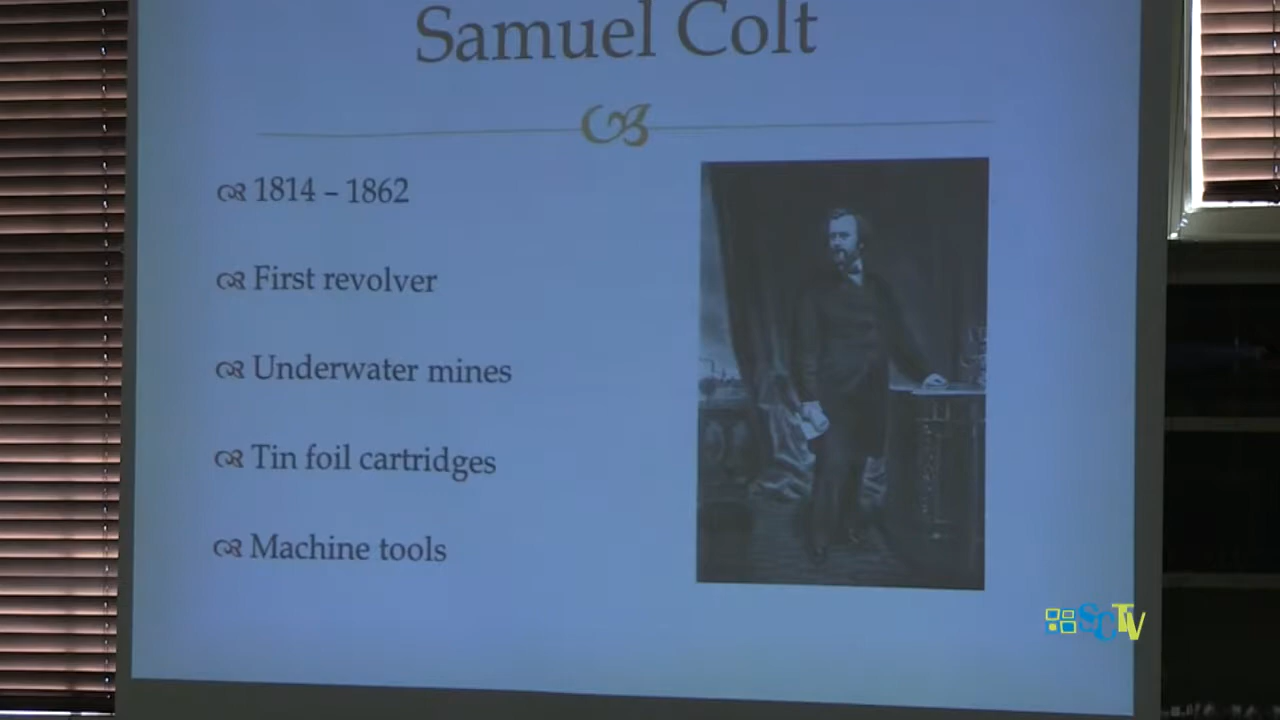 Samuel Colt
1814 – 1862
First revolver
Underwater mines
Tin foil cartridges
Machine tools
SCTV